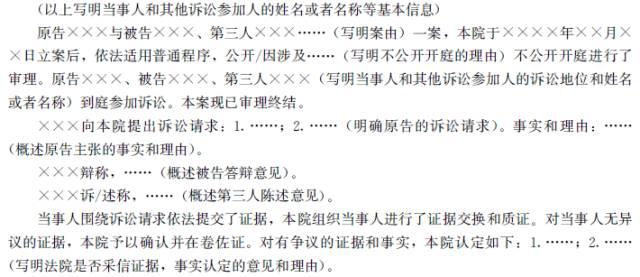 （以上写明当事人和其他诉讼参加人的姓名或者名称等基本信息）
原告×××与被告×××、第三人×××……（写明案由）一案，本院于××××年××月×
×日立案后，依法适用普通程序，公开/因涉及……（写明不公开开庭的理由）不公开开庭进行了
审理。原告×××、被告×××、第三人×××（写明当事人和其他诉讼参加人的诉讼地位和姓名
或者名称）到庭参加诉讼。本案现已审理终结。
×××向本院提出诉讼请求：1.……；2.……（明确原告的诉讼请求）。事实和理由：……
（概述原告主张的事实和理由）。
×××辩称，……（概述被告答辩意见）。
×××诉/述称，……（概述第三人陈述意见）。
当事人围绕诉讼请求依法提交了证据，本院组织当事人进行了证据交换和质证。对当事人无异
议的证据，本院予以确认并在卷佐证。对有争议的证据和事实，本院认定如下：1.……；2.……
（写明法院是否采信证据，事实认定的意见和理由）。